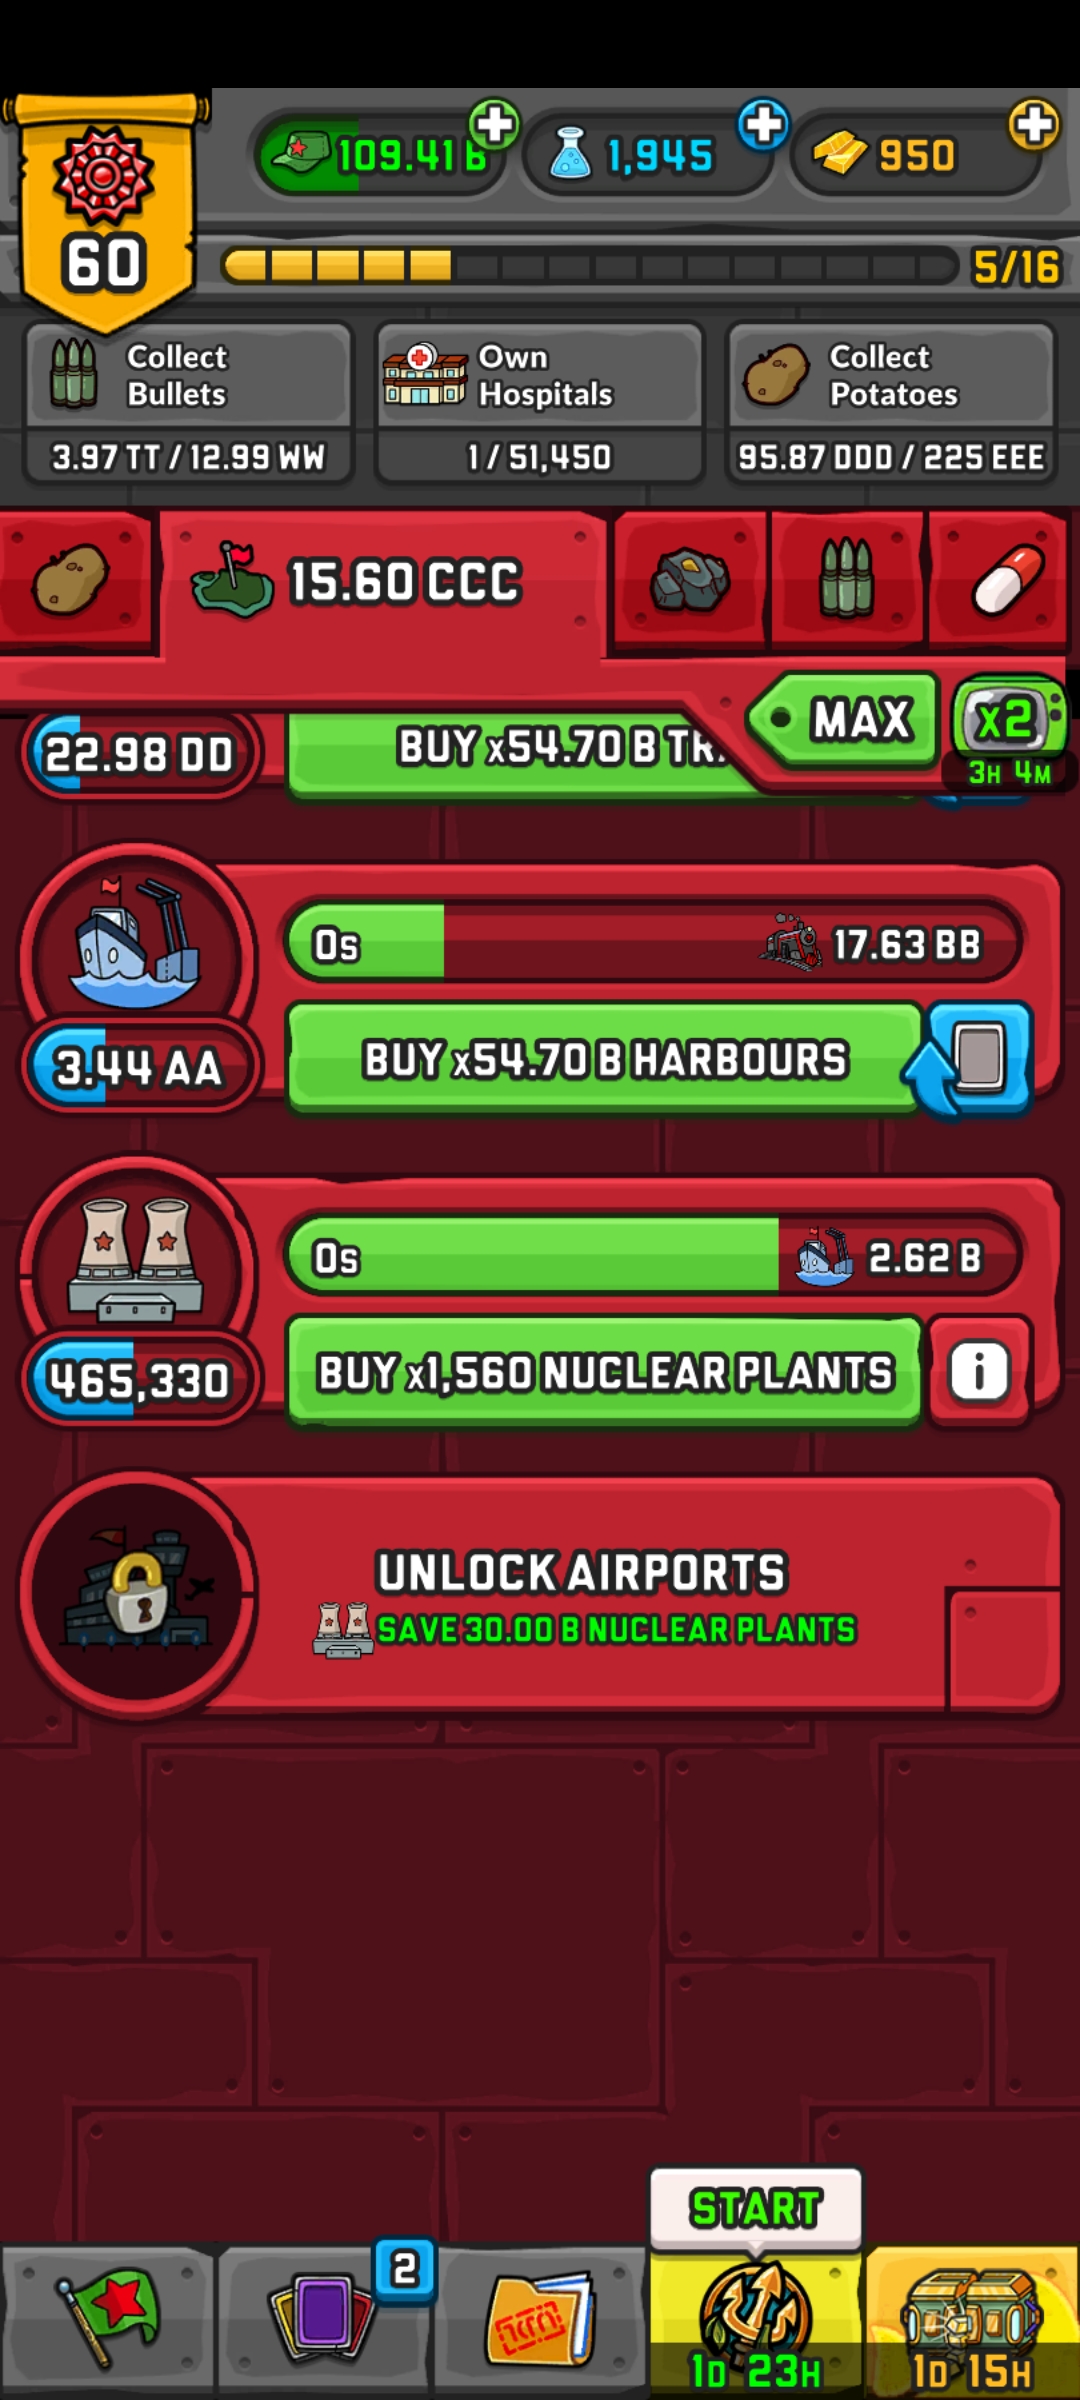 109.41 B
1,945
950
60
5/16
Collect
Bullets
3.97 TT / 12.99 WW
Own
Hospitals
1 / 51,450
Collect
Potatoes
95.87 DDD / 225 EEE
15.60 CCC
MAX
x2
3H 4M
22.98 DD
BUY x54.70 B TR
0s
17.63 BB
3.44 AA
BUY x54.70 B HARBOURS
0s
2.62 B
465,330
BUY x1,560 NUCLEAR PLANTS
i
UNLOCK AIRPORTS
SAVE 30.00 B NUCLEAR PLANTS
START
2
1D 23H
1D 15H